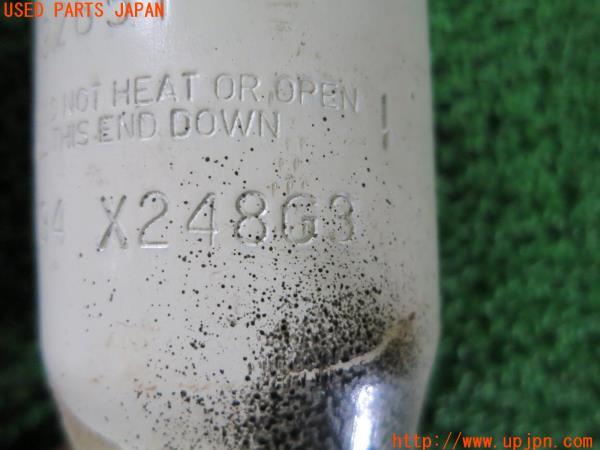 USED PARTS JAPAN
NOT HEAT OR OPEN
THIS END DOWN
X248G3
http://www.upjpn.com/